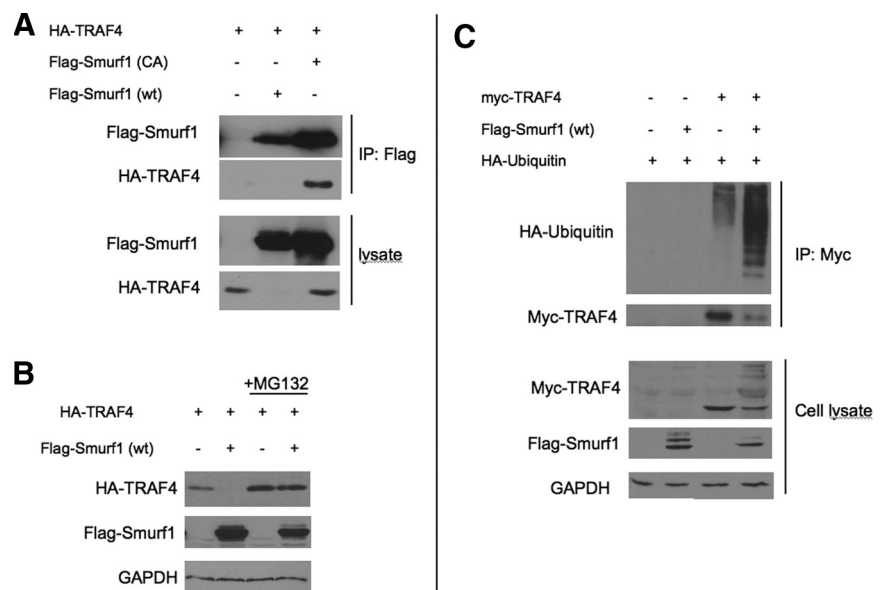 A
HA-TRAF4 + + +
Flag-Smurf1 (CA) - - +
Flag-Smurf1 (wt) - + -
Flag-Smurf1
HA-TRAF4
IP: Flag
Flag-Smurf1
HA-TRAF4
lysate
B
+MG132
HA-TRAF4 + + + +
Flag-Smurf1 (wt) - + - +
HA-TRAF4
Flag-Smurf1
GAPDH
C
myc-TRAF4 - - + +
Flag-Smurf1 (wt) - + - +
HA-Ubiquitin + + + +
HA-Ubiquitin
IP: Myc
Myc-TRAF4
Myc-TRAF4
Cell lysate
Flag-Smurf1
GAPDH